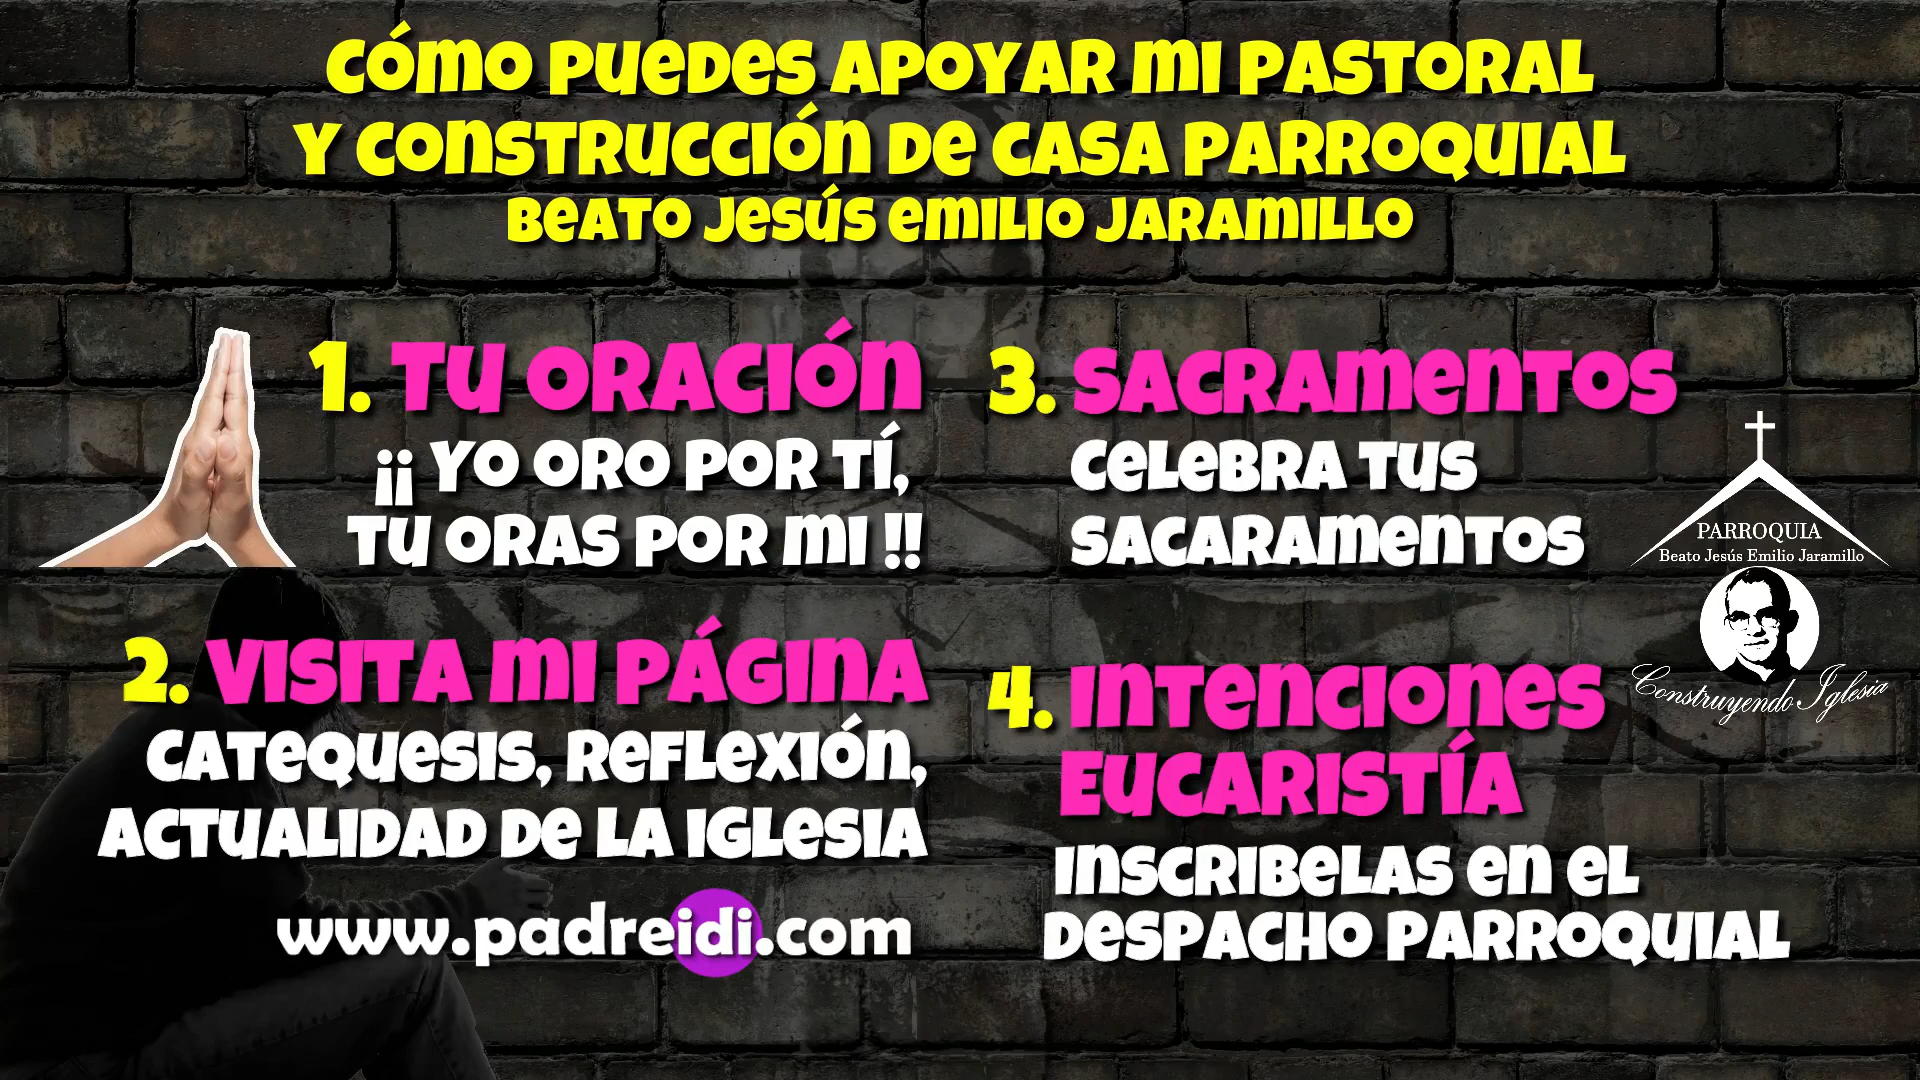 CÓMO PUEDES APOYAR MI PASTORAL
Y CONSTRUCCIÓN DE CASA PARROQUIAL
BEATO JESÚS EMILIO JARAMILLO
1. TU ORACIÓN
¡¡ YO ORO POR TÍ,
TU ORAS POR MI !!
2. VISITA MI PÁGINA
CATEQUESIS, REFLEXIÓN,
ACTUALIDAD DE LA IGLESIA
www.padreidi.com
3. SACRAMENTOS
CELEBRA TUS
SACARAMENTOS
4. INTENCIONES
EUCARISTÍA
INSCRIBELAS EN EL
DESPACHO PARROQUIAL
PARROQUIA
Beato Jesús Emilio Jaramillo
Construyendo Iglesia